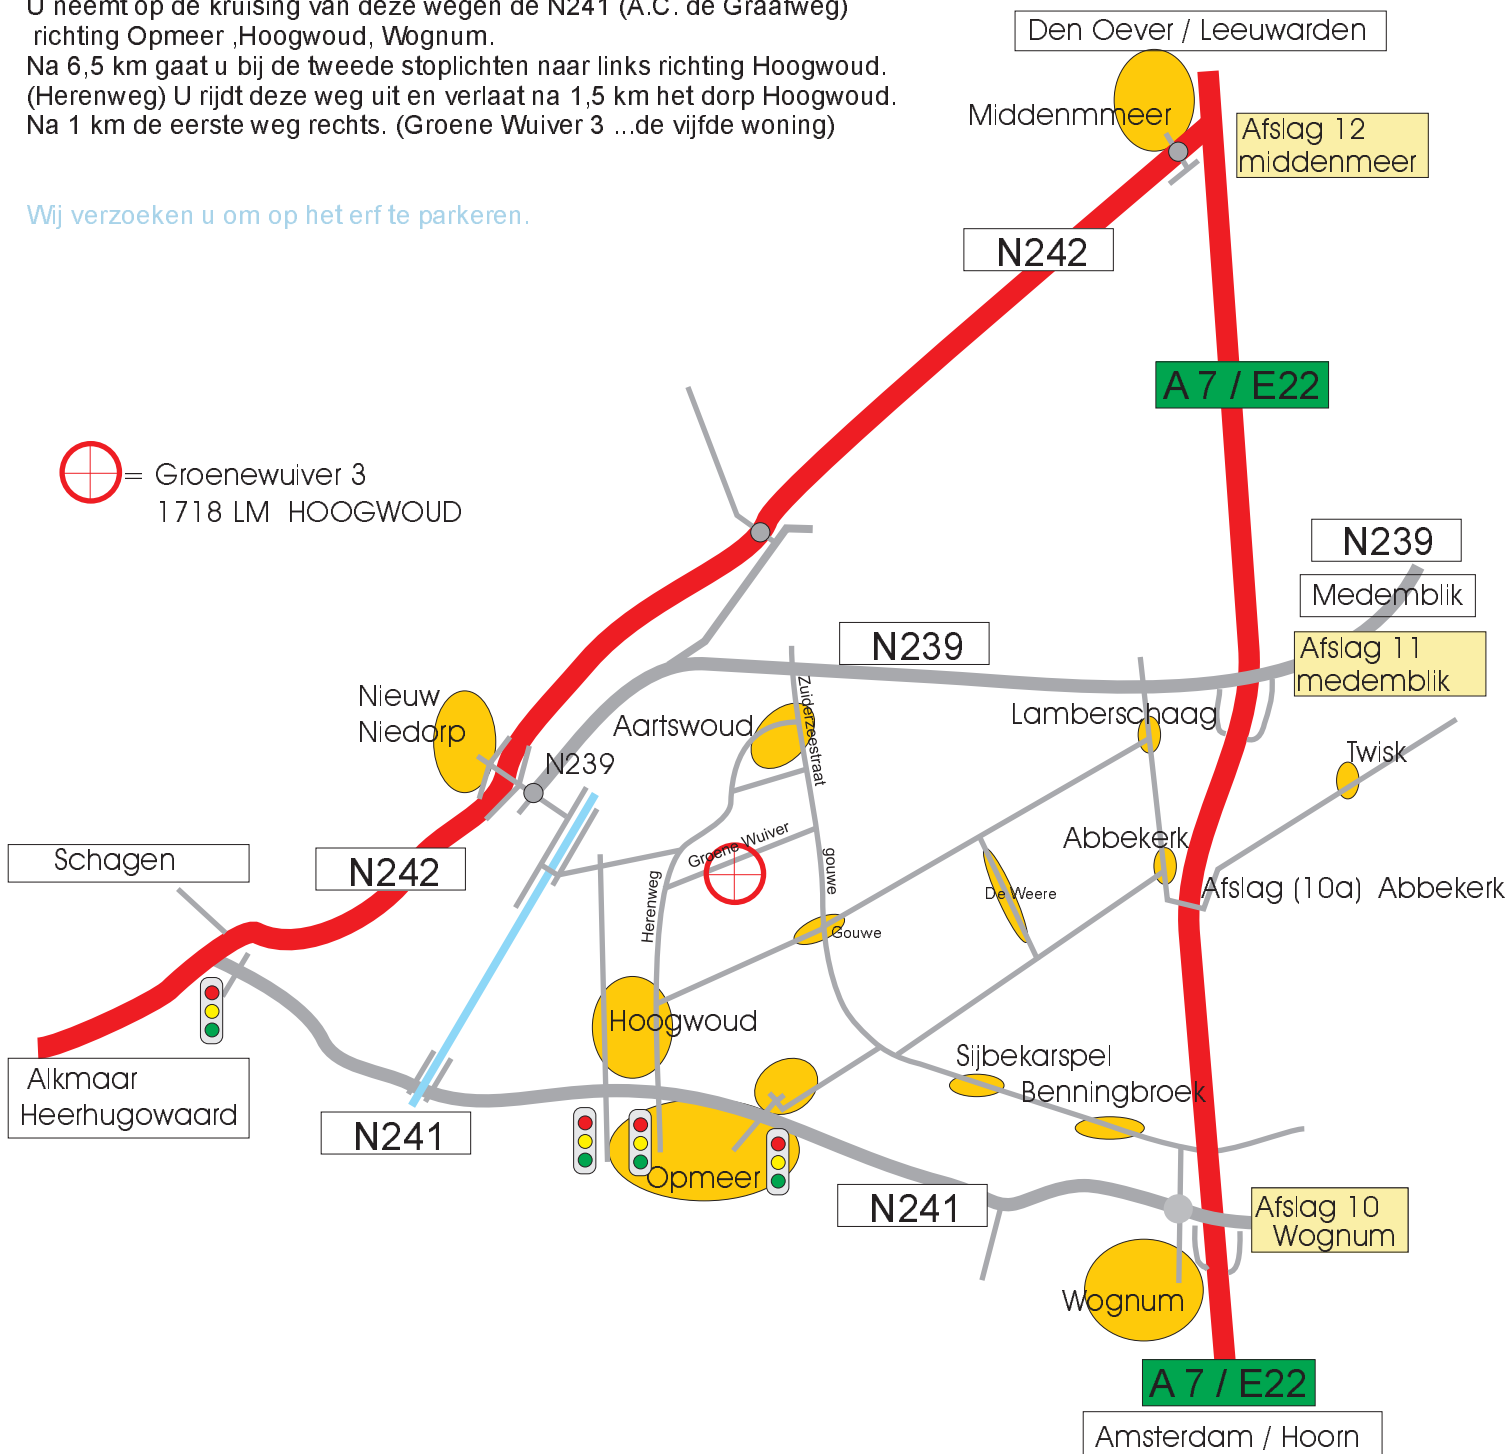 U neemt op de kruising van deze wegen de N241 (A.C. de Graafweg)
richting Opmeer ,Hoogwoud, Wognum.
Na 6,5 km gaat u bij de tweede stoplichten naar links richting Hoogwoud.
(Herenweg) U rijdt deze weg uit en verlaat na 1,5 km het dorp Hoogwoud.
Na 1 km de eerste weg rechts. (Groene Wuiver 3 ...de vijfde woning)
Wij verzoeken u om op het erf te parkeren.
Den Oever / Leeuwarden
Middenmmeer
Afslag 12
middenmeer
N242
A 7 / E22
= Groenewuiver 3
1718 LM HOOGWOUD
N239
Medemblik
N239
Afslag 11
medemblik
Nieuw
Niedorp
Aartswoud
Zuiderzeestraat
Lamberschaag
N239
Twisk
Schagen
N242
Groene Wuiver
gouwe
Abbekerk
De Weere
Afslag (10a) Abbekerk
Herenweg
Gouwe
Hoogwoud
Alkmaar
Heerhugowaard
Sijbekarspel
Benningbroek
N241
Opmeer
N241
Afslag 10
Wognum
Wognum
A 7 / E22
Amsterdam / Hoorn